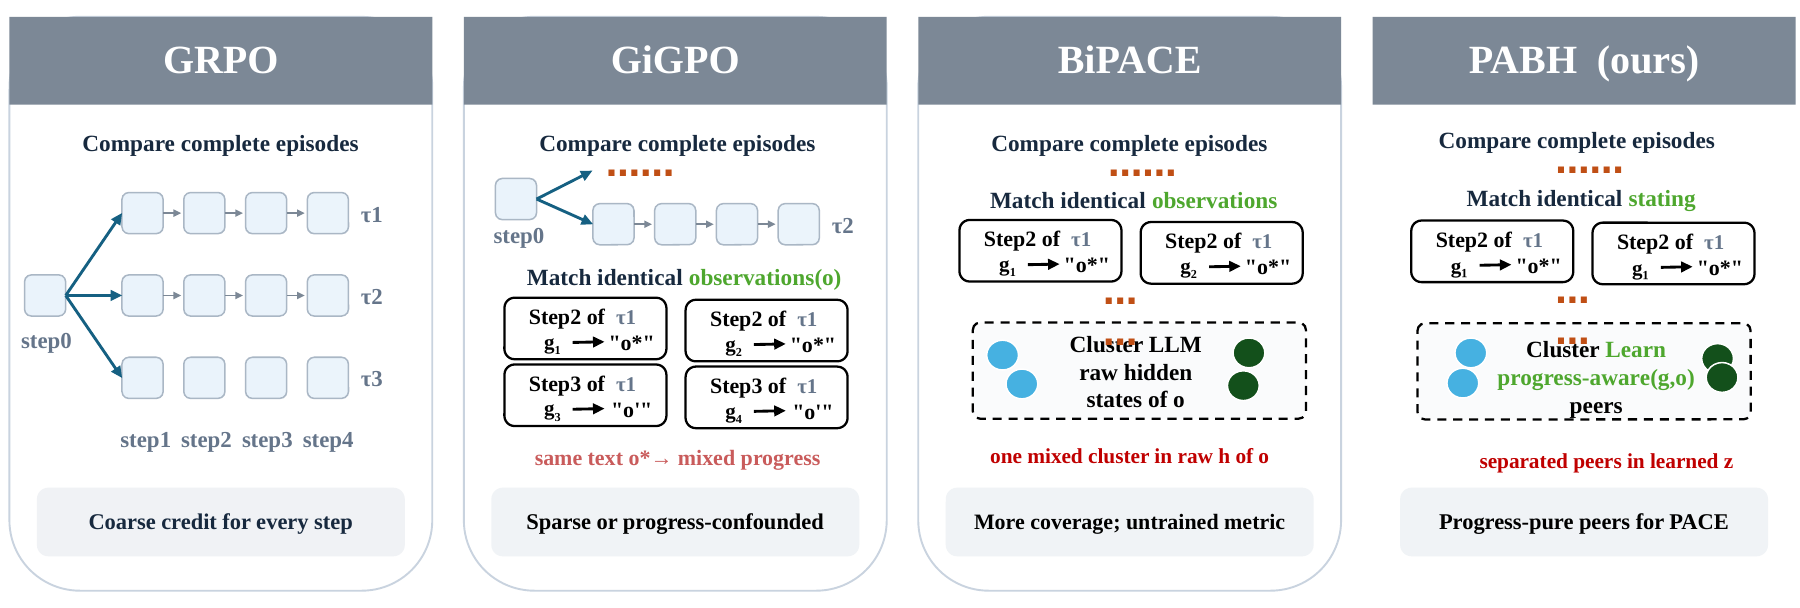 GRPO
Compare complete episodes
τ1
τ2
step0
τ3
step1 step2 step3 step4
Coarse credit for every step
GiGPO
Compare complete episodes
step0
τ2
Match identical observations(o)
Step2 of τ1
g₁ → "o*"
Step2 of τ1
g₂ → "o*"
Step3 of τ1
g₃ → "o'"
Step3 of τ1
g₄ → "o'"
same text o*→ mixed progress
Sparse or progress-confounded
BiPACE
Compare complete episodes
Match identical observations
Step2 of τ1
g₁ → "o*"
Step2 of τ1
g₂ → "o*"
Cluster LLM
raw hidden
states of o
one mixed cluster in raw h of o
More coverage; untrained metric
PABH (ours)
Compare complete episodes
Match identical stating
Step2 of τ1
g₁ → "o*"
Step2 of τ1
g₁ → "o*"
Cluster Learn
progress-aware(g,o)
peers
separated peers in learned z
Progress-pure peers for PACE